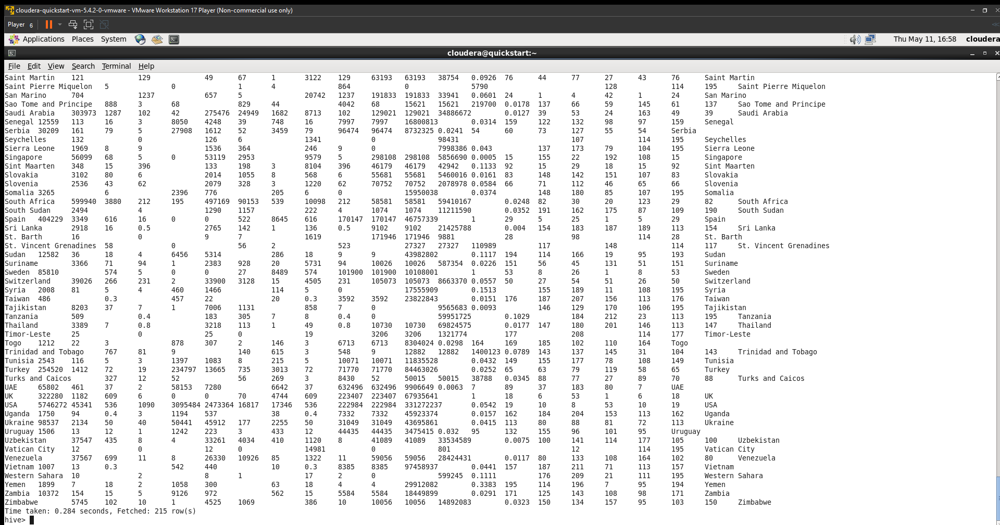 cloudera-quickstart-vm-5.4.2-0-vmware - VMware Workstation 17 Player (Non-commercial use only)
Player 6
Applications Places System Thu May 11, 16:58 cloudera
cloudera@quickstart:~
File Edit View Search Terminal Help
Saint Martin 121 129 49 67 1 3122 129 63193 63193 38754 0.0926 76 44 77 27 43 76 Saint Martin
Saint Pierre Miquelon 5 0 1 4 864 0 5790 128 114 195 Saint Pierre Miquelon
San Marino 704 1237 657 5 20742 1237 191833 191833 33941 0.0601 24 1 4 42 1 24 San Marino
Sao Tome and Principe 888 3 68 829 44 4042 68 15621 15621 219700 0.0178 137 66 59 145 61 137 Sao Tome and Principe
Saudi Arabia 303973 1287 102 42 275476 24949 1682 8713 102 129021 129021 34886672 0.0127 39 53 24 163 49 39 Saudi Arabia
Senegal 12559 113 16 3 8050 4248 39 748 16 7997 7997 16800813 0.0314 159 122 132 98 97 159 Senegal
Serbia 30209 161 79 5 27908 1612 52 3459 79 96474 96474 8732325 0.0241 54 60 73 127 55 54 Serbia
Seychelles 132 0 126 6 1341 0 98431 107 114 195 Seychelles
Sierra Leone 1969 8 9 1536 364 246 9 0 7998386 0.043 137 173 79 104 195 Sierra Leone
Singapore 56099 68 5 0 53119 2953 9579 5 298108 298108 5856690 0.0005 15 155 22 192 108 15 Singapore
Sint Maarten 348 15 396 133 198 3 8104 396 46179 46179 42942 0.1133 92 15 29 18 15 92 Sint Maarten
Slovakia 3102 80 6 2014 1055 8 568 6 55681 55681 5460016 0.0161 83 148 142 151 107 83 Slovakia
Slovenia 2536 43 62 2079 328 3 1220 62 70752 70752 2078978 0.0584 66 71 112 46 65 66 Slovenia
Somalia 3265 6 2396 776 205 6 0 15950038 0.0374 148 180 85 107 195 Somalia
South Africa 599940 3880 212 195 497169 90153 539 10098 212 58581 58581 59410167 0.0248 82 30 20 123 29 82 South Africa
South Sudan 2494 4 1290 1157 222 4 1074 1074 11211590 0.0352 191 162 175 87 109 190 South Sudan
Spain 404229 3349 616 16 0 0 522 8645 616 170147 170147 46757339 1 29 5 25 1 5 29 Spain
Sri Lanka 2918 16 0.5 2765 142 1 136 0.5 9102 9102 21425788 0.004 154 183 187 189 113 154 Sri Lanka
St. Barth 16 0 9 7 1619 171946 171946 9881 28 98 114 28 St. Barth
St. Vincent Grenadines 58 0 56 2 523 27327 27327 110989 117 148 114 117 St. Vincent Grenadines
Sudan 12582 36 18 4 6456 5314 286 18 9 9 43982802 0.1117 194 114 166 19 95 193 Sudan
Suriname 3366 71 94 1 2383 928 20 5731 94 10026 10026 587354 0.0226 151 56 45 131 51 151 Suriname
Sweden 85810 574 5 0 0 27 8489 574 101900 101900 10108001 1 53 8 26 1 8 53 Sweden
Switzerland 39026 266 231 2 33900 3128 15 4505 231 105073 105073 8663370 0.0557 50 27 54 51 26 50 Switzerland
Syria 2008 81 5 4 460 1466 114 5 0 17555909 0.1513 155 189 11 108 195 Syria
Taiwan 486 0.3 457 22 20 0.3 3592 3592 23822843 0.0151 176 187 207 156 113 176 Taiwan
Tajikistan 8203 37 7 1 7006 1131 858 7 0 9565683 0.0093 146 129 170 106 195 Tajikistan
Tanzania 509 0.4 183 305 7 8 0.4 0 59951725 0.1029 184 212 23 113 195 Tanzania
Thailand 3389 7 0.8 3218 113 1 49 0.8 10730 10730 69824575 0.0177 147 180 201 146 113 147 Thailand
Timor-Leste 25 0 25 0 19 3206 3206 1321774 177 208 114 177 Timor-Leste
Togo 1212 22 3 878 307 2 146 3 6713 6713 8304024 0.0298 164 169 185 102 110 164 Togo
Trinidad and Tobago 767 81 9 140 615 3 548 9 12882 12882 1400123 0.0789 143 137 145 31 104 143 Trinidad and Tobago
Tunisia 2543 116 5 3 1397 1083 8 215 5 10071 10071 11835528 0.0432 149 155 177 78 108 149 Tunisia
Turkey 254520 1412 72 19 234797 13665 735 3013 72 71770 71770 84463026 0.0252 65 63 79 119 58 65 Turkey
Turks and Caicos 327 12 52 56 269 3 8430 52 50015 50015 38788 0.0345 88 77 27 89 70 88 Turks and Caicos
UAE 65802 461 37 2 58153 7280 6642 37 632496 632496 9906649 0.0063 7 89 37 183 80 7 UAE
UK 322280 1182 609 6 0 0 70 4744 609 223407 223407 67935641 1 18 6 53 1 6 18 UK
USA 5746272 45341 536 1090 3095484 2473364 16817 17346 536 222984 222984 331272237 0.0542 19 10 8 53 10 19 USA
Uganda 1750 94 0.4 3 1194 537 38 0.4 7332 7332 45923374 0.0157 162 184 204 153 113 162 Uganda
Ukraine 98537 2134 50 40 50441 45912 177 2255 50 31049 31049 43695861 0.0415 113 80 88 81 72 113 Ukraine
Uruguay 1506 13 12 1 1242 223 3 433 12 44435 44435 3475415 0.032 95 132 155 96 101 95 Uruguay
Uzbekistan 37547 435 8 4 33261 4034 410 1120 8 41089 41089 33534589 0.0075 100 141 114 177 105 100 Uzbekistan
Vatican City 12 0 12 0 14981 0 801 12 114 195 Vatican City
Venezuela 37567 699 11 8 26330 10926 85 1322 11 59056 59056 28424431 0.0117 80 133 108 164 102 80 Venezuela
Vietnam 1007 13 0.3 542 440 10 0.3 8385 8385 97458937 0.0441 157 187 211 71 113 157 Vietnam
Western Sahara 10 2 8 1 17 2 0 599245 0.1111 176 209 21 111 195 Western Sahara
Yemen 1899 7 18 2 1058 300 63 18 4 4 29912082 0.3383 195 114 196 7 95 194 Yemen
Zambia 10372 154 15 5 9126 972 562 15 5584 5584 18449899 0.0291 171 125 143 108 98 171 Zambia
Zimbabwe 5745 102 10 1 4525 1069 386 10 10056 10056 14892083 0.0323 150 134 157 95 103 150 Zimbabwe
Time taken: 0.284 seconds, Fetched: 215 row(s)
hive>